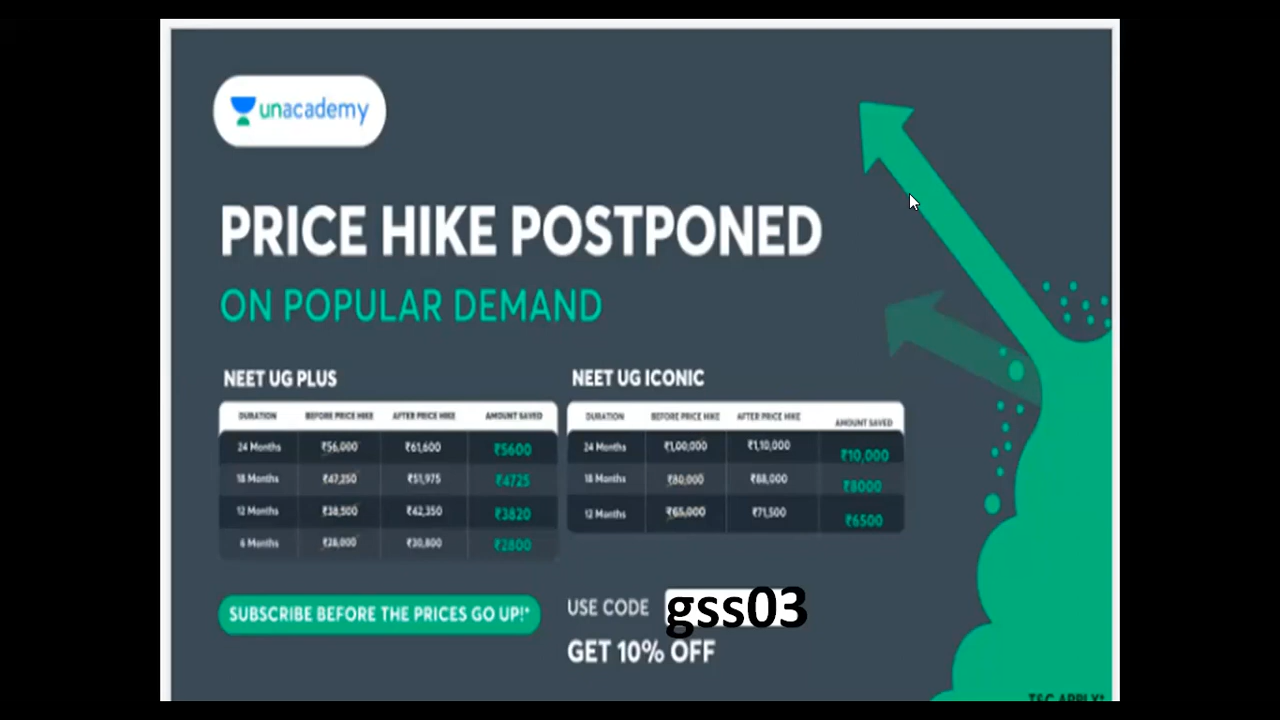 unacademy
PRICE HIKE POSTPONED
ON POPULAR DEMAND
NEET UG PLUS
DURATION BEFORE PRICE HIKE AFTER PRICE HIKE AMOUNT SAVED
24 Months ₹56,000 ₹61,600 ₹5600
18 Months ₹47,250 ₹51,975 ₹4725
12 Months ₹38,500 ₹42,350 ₹3820
6 Months ₹28,000 ₹30,800 ₹2800
NEET UG ICONIC
DURATION BEFORE PRICE HIKE AFTER PRICE HIKE AMOUNT SAVED
24 Months ₹1,00,000 ₹1,10,000 ₹10,000
18 Months ₹80,000 ₹88,000 ₹8000
12 Months ₹65,000 ₹71,500 ₹6500
SUBSCRIBE BEFORE THE PRICES GO UP!*
USE CODE gss03
GET 10% OFF
T&C APPLY*